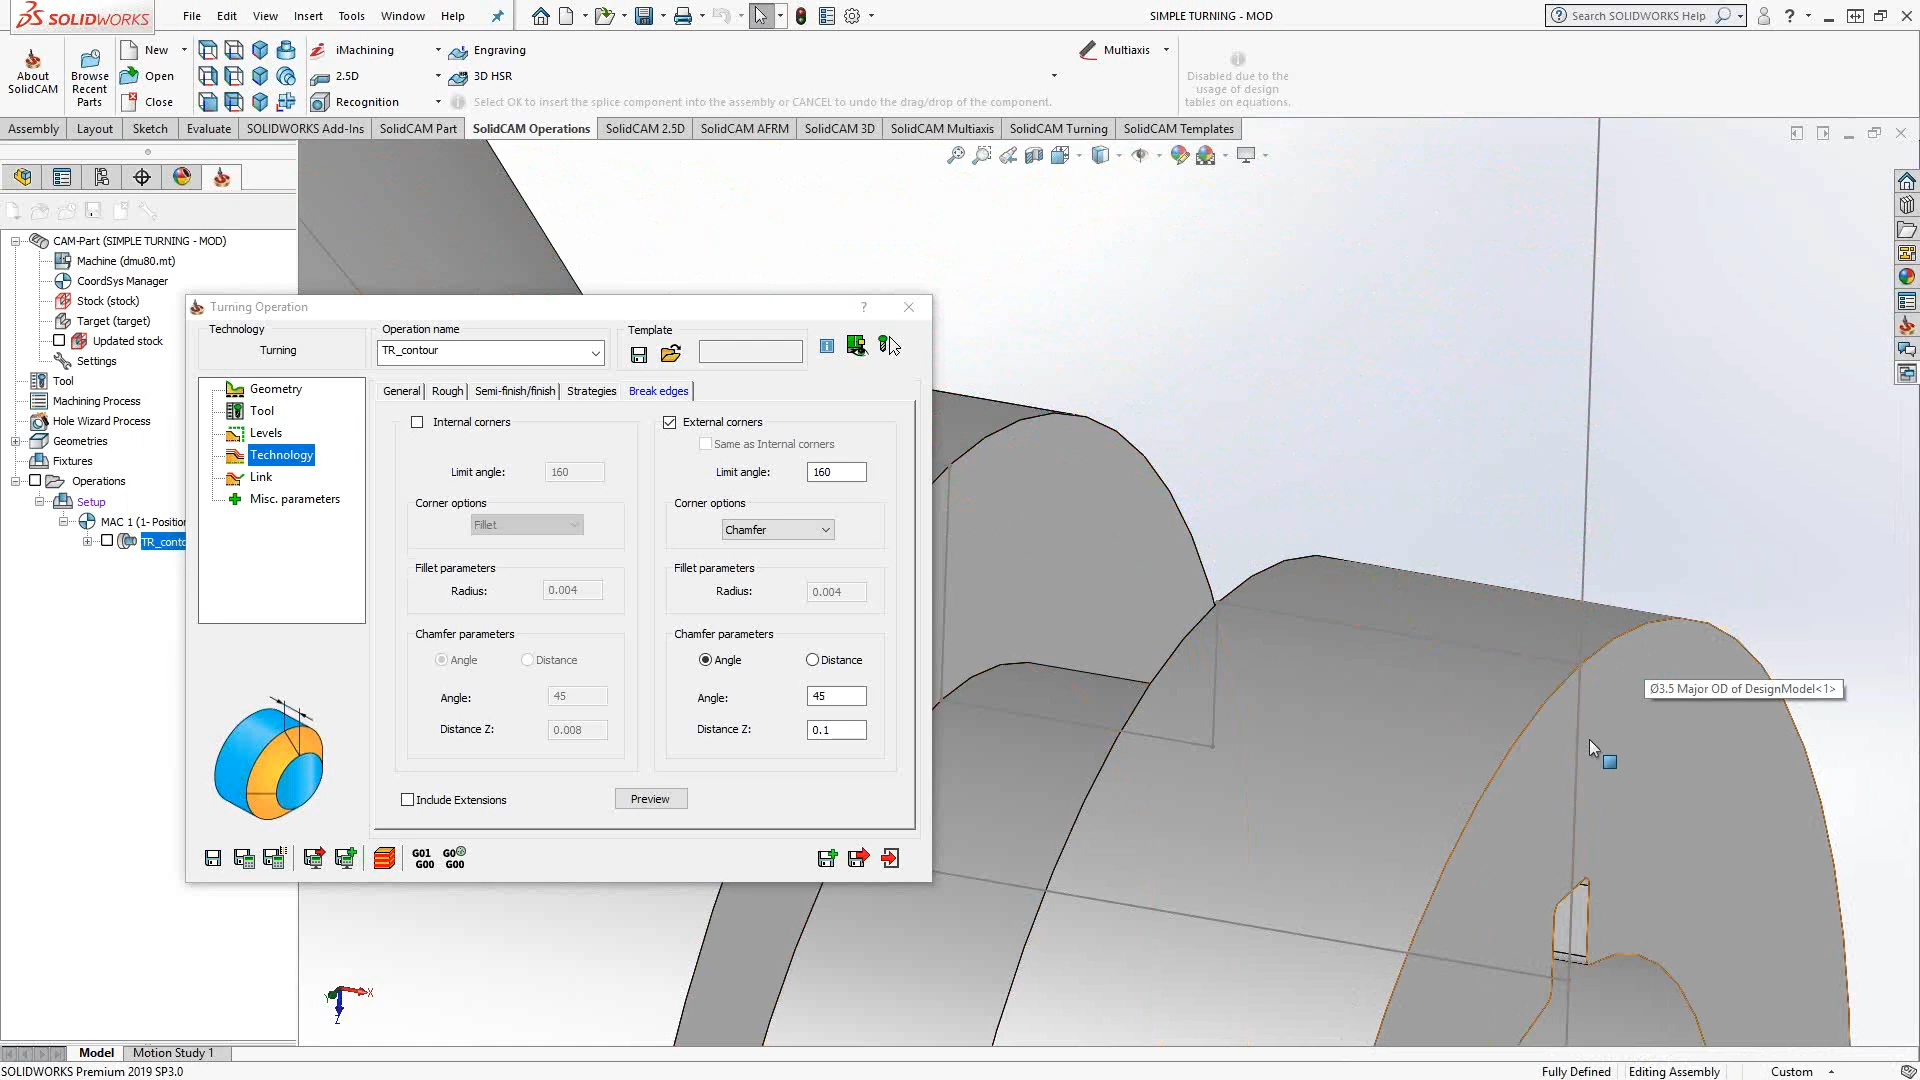 SOLIDWORKS File Edit View Insert Tools Window Help SIMPLE TURNING - MOD Search SOLIDWORKS Help
About SolidCAM
Browse Recent Parts
New
Open
Close
iMachining
2.5D
Recognition
Engraving
3D HSR
Select OK to insert the splice component into the assembly or CANCEL to undo the drag/drop of the component.
Multiaxis
Disabled due to the
usage of design
tables on equations.
Assembly Layout Sketch Evaluate SOLIDWORKS Add-Ins SolidCAM Part SolidCAM Operations SolidCAM 2.5D SolidCAM AFRM SolidCAM 3D SolidCAM Multiaxis SolidCAM Turning SolidCAM Templates
CAM-Part (SIMPLE TURNING - MOD)
Machine (dmu80.mt)
CoordSys Manager
Stock (stock)
Target (target)
Updated stock
Settings
Tool
Machining Process
Hole Wizard Process
Geometries
Fixtures
Operations
Setup
MAC 1 (1- Position
TR_conto
Turning Operation
Technology
Turning
Operation name
TR_contour
Template
Geometry
Tool
Levels
Technology
Link
Misc. parameters
General Rough Semi-finish/finish Strategies Break edges
Internal corners
Limit angle: 160
Corner options
Fillet
Fillet parameters
Radius: 0.004
Chamfer parameters
Angle Distance
Angle: 45
Distance Z: 0.008
External corners
Same as Internal corners
Limit angle: 160
Corner options
Chamfer
Fillet parameters
Radius: 0.004
Chamfer parameters
Angle Distance
Angle: 45
Distance Z: 0.1
Include Extensions Preview
G01
G00
G0
G00
Ø3.5 Major OD of DesignModel<1>
Y X
Z
Model Motion Study 1
SOLIDWORKS Premium 2019 SP3.0 Fully Defined Editing Assembly Custom